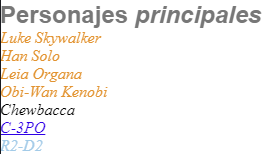 Personajes principales
Luke Skywalker
Han Solo
Leia Organa
Obi-Wan Kenobi
Chewbacca
C-3PO
R2-D2